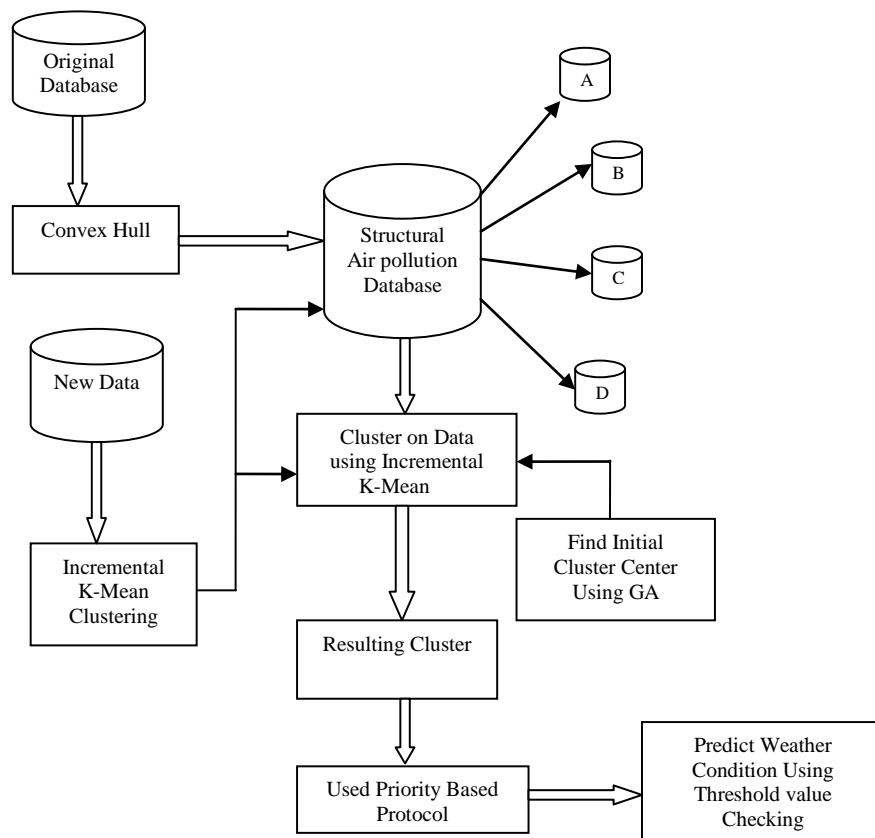 Original
Database
A
B
Convex Hull
Structural
Air pollution
Database
C
New Data
D
Cluster on Data
using Incremental
K-Mean
Incremental
K-Mean
Clustering
Find Initial
Cluster Center
Using GA
Resulting Cluster
Used Priority Based
Protocol
Predict Weather
Condition Using
Threshold value
Checking